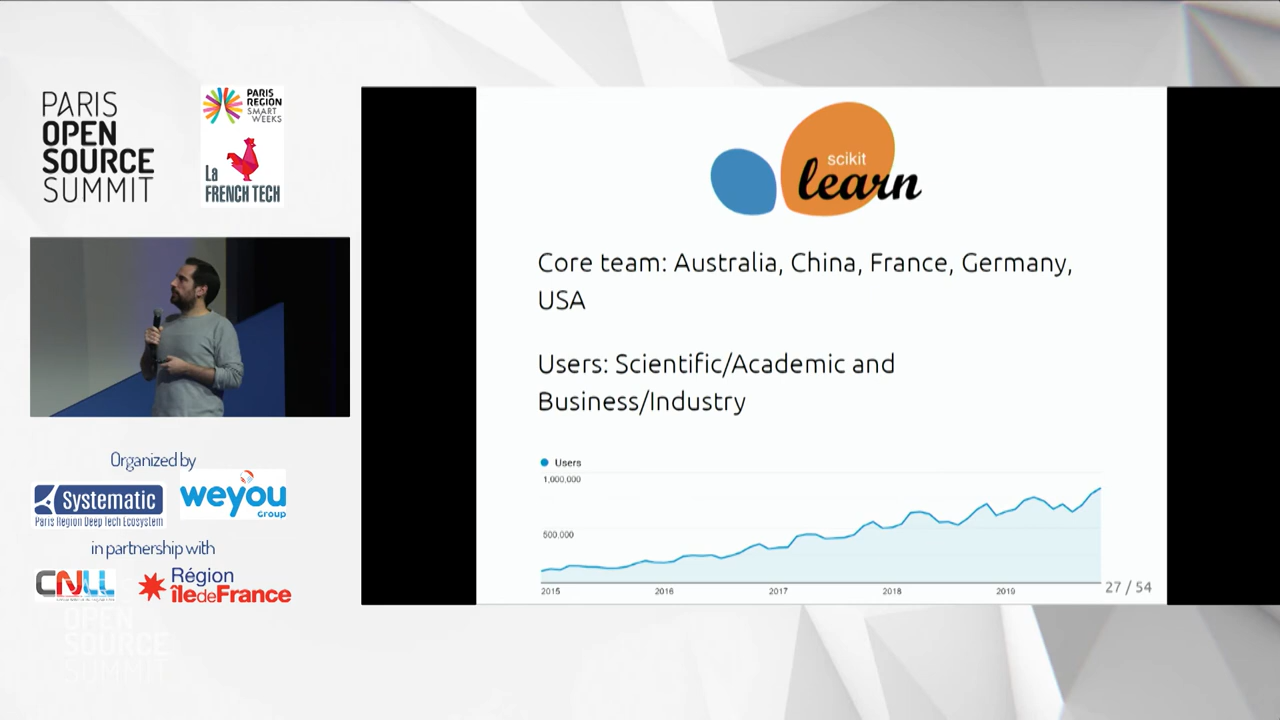 PARIS
OPEN
SOURCE
SUMMIT
PARIS
REGION
SMART
WEEKS
La
FRENCH TECH
Organized by
Systematic
Paris Region Deep Tech Ecosystem
weyou
Group
in partnership with
CNLL
Région
îledeFrance
OPEN
SOURCE
SUMMIT
scikit
learn
Core team: Australia, China, France, Germany,
USA
Users: Scientific/Academic and
Business/Industry
Users
1,000,000
500,000
2015 2016 2017 2018 2019
27 / 54